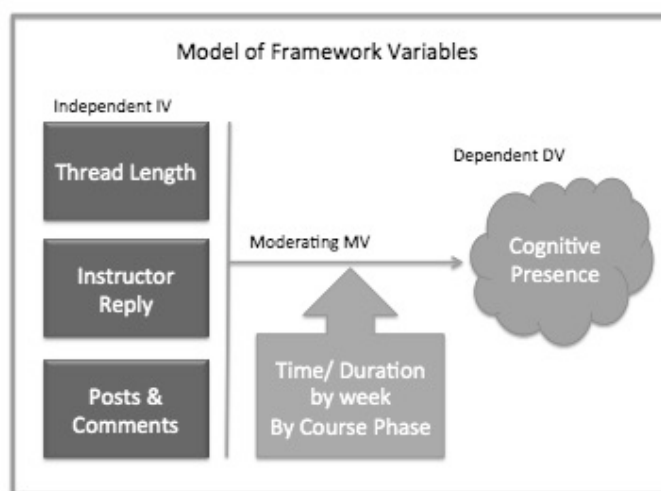 Model of Framework Variables
Independent IV
Thread Length
Instructor
Reply
Posts &
Comments
Moderating MV
Time/ Duration
by week
By Course Phase
Dependent DV
Cognitive
Presence